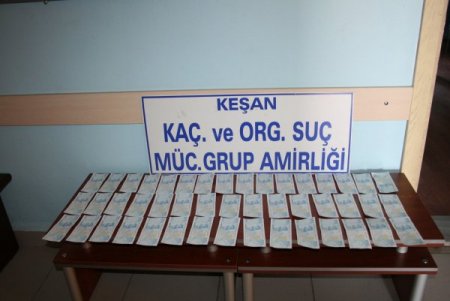 KEŞAN
KAÇ. ve ORG. SUÇ
MÜC.GRUP AMİRLİĞİ